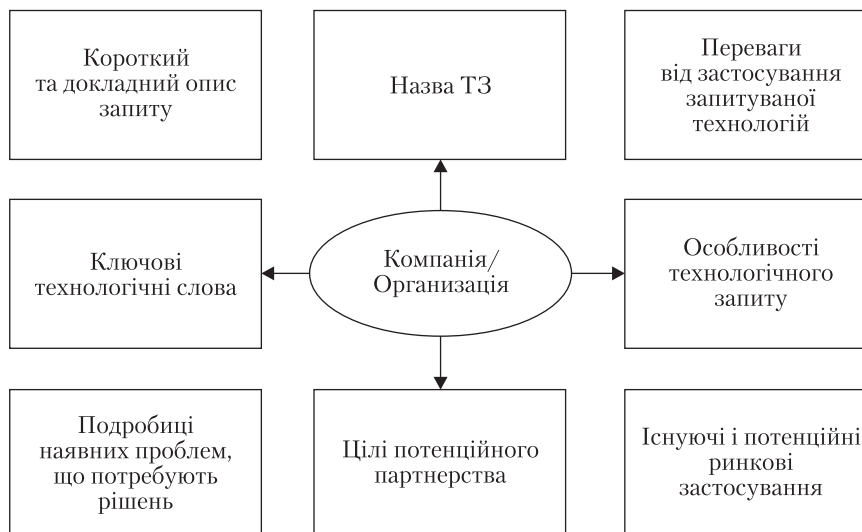 Короткий
та докладний опис
запиту
Назва ТЗ
Переваги
від застосування
запитуваної
технологій
Ключові
технологічні слова
Компанія/
Организація
Особливості
технологічного
запиту
Подробиці
наявних проблем,
що потребують
рішень
Цілі потенційного
партнерства
Існуючі і потенційні
ринкові
застосування